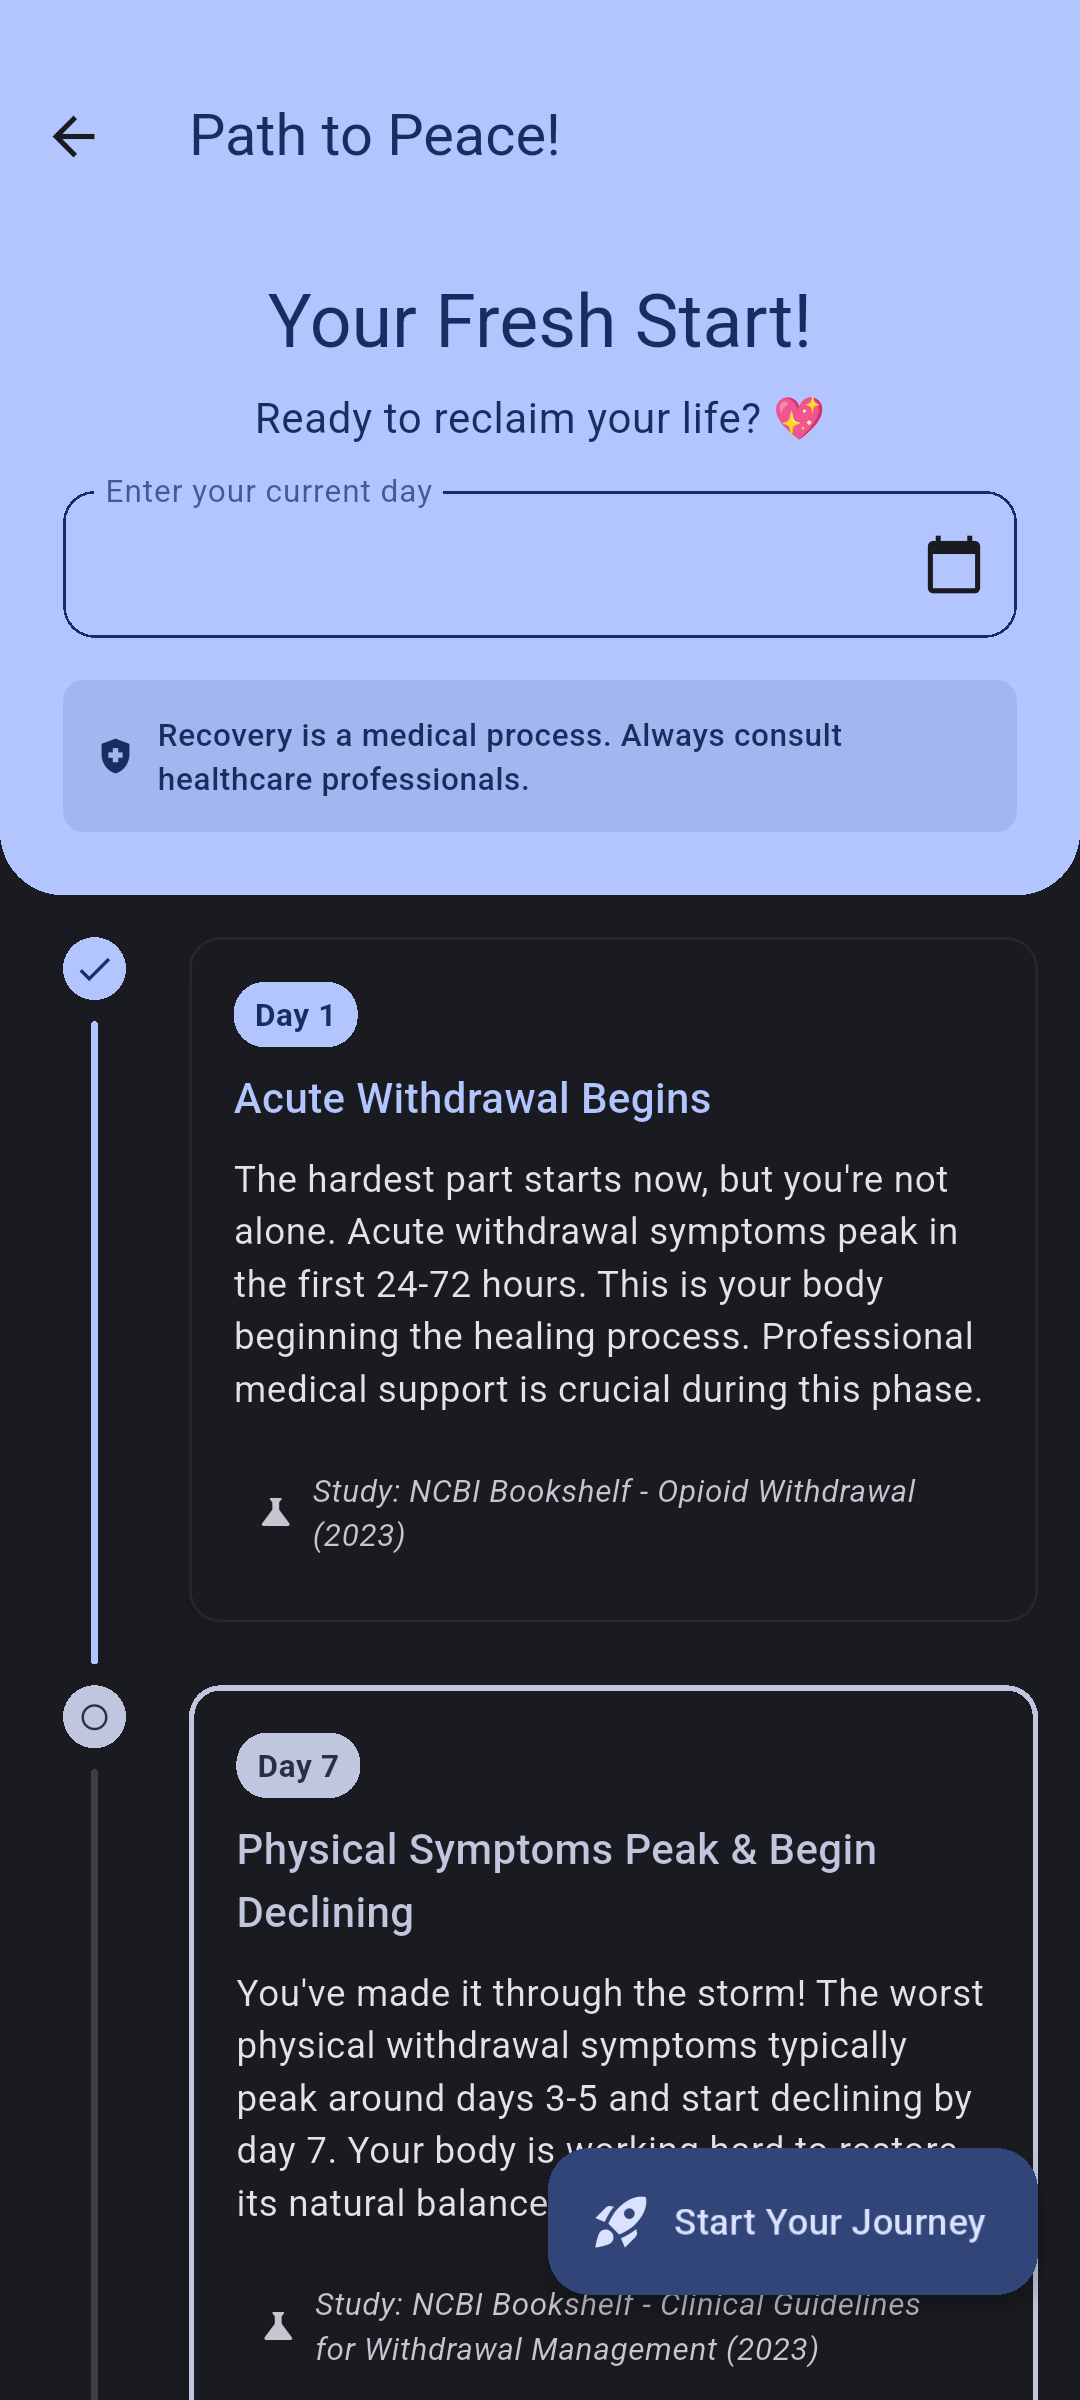 Path to Peace!
Your Fresh Start!
Ready to reclaim your life? 💖
Enter your current day
Recovery is a medical process. Always consult
healthcare professionals.
Day 1
Acute Withdrawal Begins
The hardest part starts now, but you're not
alone. Acute withdrawal symptoms peak in
the first 24-72 hours. This is your body
beginning the healing process. Professional
medical support is crucial during this phase.
Study: NCBI Bookshelf - Opioid Withdrawal
(2023)
Day 7
Physical Symptoms Peak & Begin
Declining
You've made it through the storm! The worst
physical withdrawal symptoms typically
peak around days 3-5 and start declining by
day 7. Your body is working hard to restore
its natural balance
Start Your Journey
Study: NCBI Bookshelf - Clinical Guidelines
for Withdrawal Management (2023)